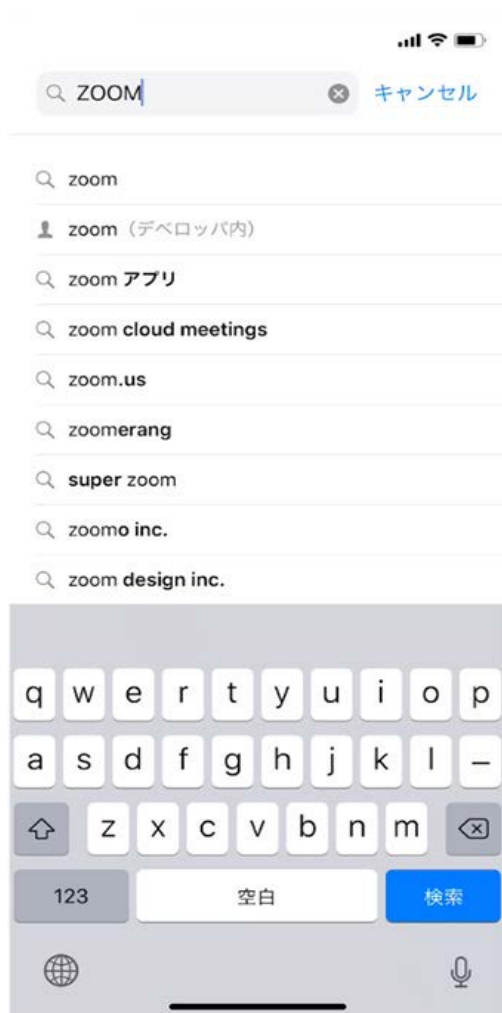 ZOOM キャンセル
zoom
zoom（デベロッパ内）
zoom アプリ
zoom cloud meetings
zoom.us
zoomerang
super zoom
zoomo inc.
zoom design inc.
q w e r t y u i o p
a s d f g h j k l ー
z x c v b n m
123 空白 検索